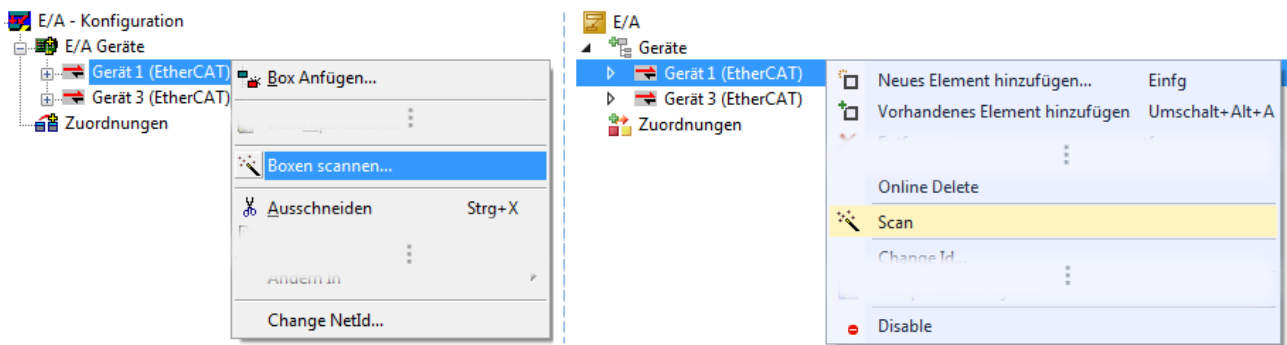 E/A - Konfiguration
E/A Geräte
Gerät 1 (EtherCAT)
Gerät 3 (EtherCAT)
Zuordnungen
Box Anfügen...
Boxen scannen...
Ausschneiden Strg+X
Ändern In
Change NetId...
E/A
Geräte
Gerät 1 (EtherCAT)
Gerät 3 (EtherCAT)
Zuordnungen
Neues Element hinzufügen... Einfg
Vorhandenes Element hinzufügen Umschalt+Alt+A
Online Delete
Scan
Change Id...
Disable